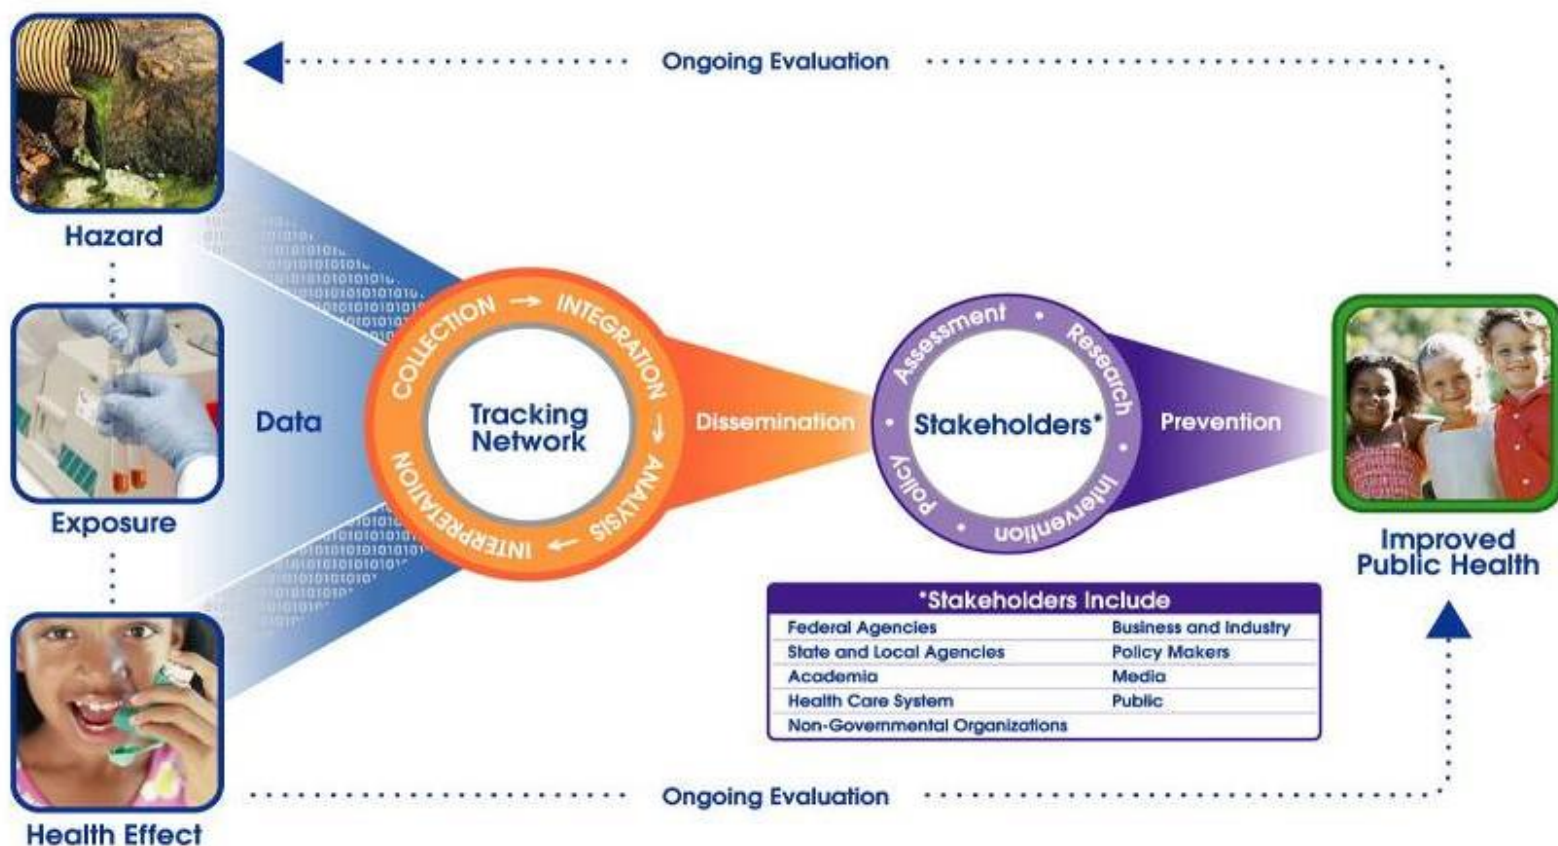 Ongoing Evaluation
Hazard
Exposure
Health Effect
Data
COLLECTION → INTEGRATION → ANALYSIS → INTERPRETATION
Tracking
Network
Dissemination
Assessment • Research • Intervention • Policy •
Stakeholders*
Prevention
Improved
Public Health
*Stakeholders Include
Federal Agencies
Business and Industry
State and Local Agencies
Policy Makers
Academia
Media
Health Care System
Public
Non-Governmental Organizations
Ongoing Evaluation